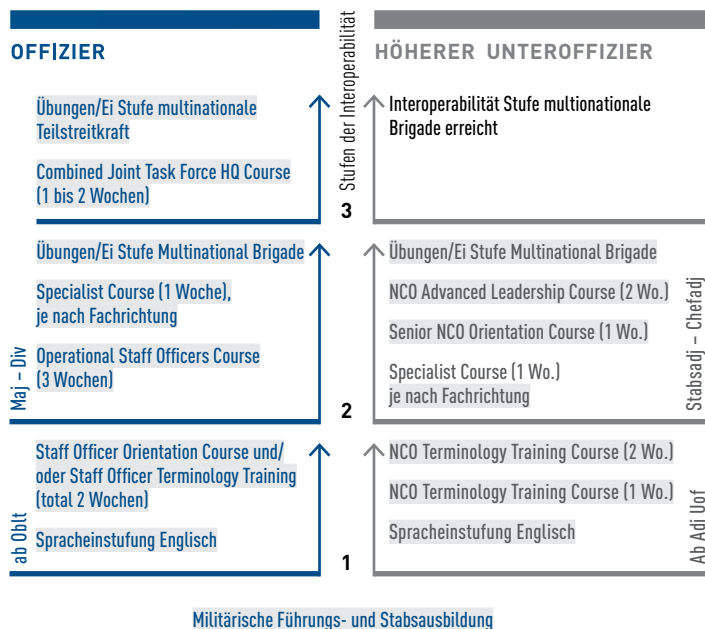 OFFIZIER
Übungen/Ei Stufe multinationale
Teilstreitkraft
Combined Joint Task Force HQ Course
(1 bis 2 Wochen)
Stufen der Interoperabilität
3
HÖHERER UNTEROFFIZIER
Interoperabilität Stufe multionationale
Brigade erreicht
Maj – Div
Übungen/Ei Stufe Multinational Brigade
Specialist Course (1 Woche),
je nach Fachrichtung
Operational Staff Officers Course
(3 Wochen)
2
Übungen/Ei Stufe Multinational Brigade
NCO Advanced Leadership Course (2 Wo.)
Senior NCO Orientation Course (1 Wo.)
Specialist Course (1 Wo.)
je nach Fachrichtung
Stabsadj – Chefadj
ab Oblt
Staff Officer Orientation Course und/
oder Staff Officer Terminology Training
(total 2 Wochen)
Spracheinstufung Englisch
1
NCO Terminology Training Course (2 Wo.)
NCO Terminology Training Course (1 Wo.)
Spracheinstufung Englisch
Ab Adj Uof
Militärische Führungs- und Stabsausbildung